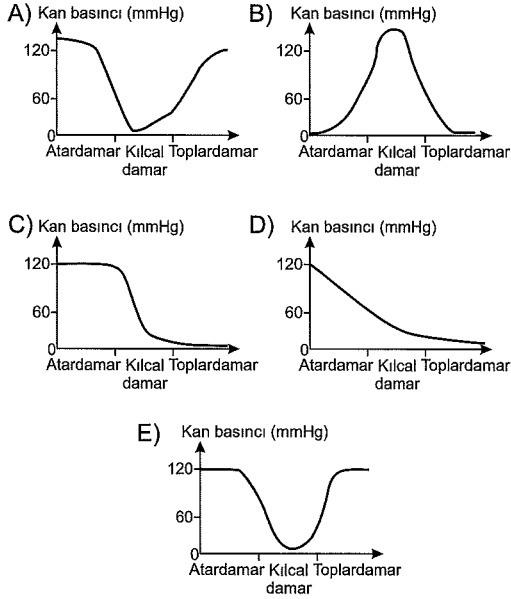 A) Kan basıncı (mmHg)
120
60
0
Atardamar Kılcal Toplardamar
damar
B) Kan basıncı (mmHg)
120
60
0
Atardamar Kılcal Toplardamar
damar
C) Kan basıncı (mmHg)
120
60
0
Atardamar Kılcal Toplardamar
damar
D) Kan basıncı (mmHg)
120
60
0
Atardamar Kılcal Toplardamar
damar
E) Kan basıncı (mmHg)
120
60
0
Atardamar Kılcal Toplardamar
damar